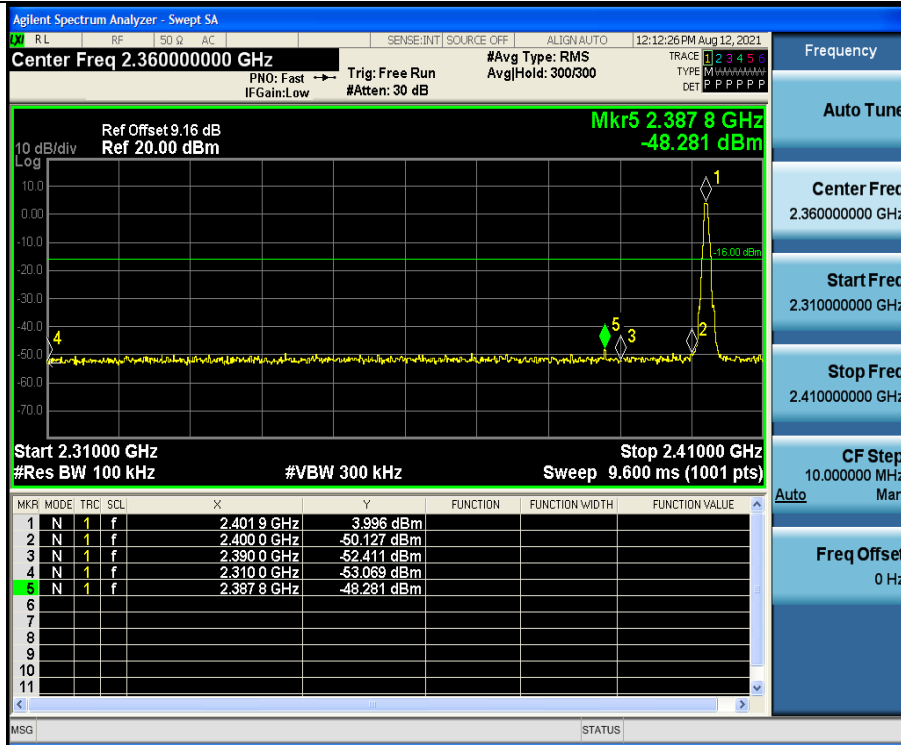 Agilent Spectrum Analyzer - Swept SA
LXI RL RF 50 Ω AC SENSE:INT SOURCE OFF ALIGN AUTO 12:12:26 PM Aug 12, 2021
Center Freq 2.360000000 GHz
PNO: Fast
IFGain:Low
Trig: Free Run
#Atten: 30 dB
#Avg Type: RMS
Avg|Hold: 300/300
TRACE 1 2 3 4 5 6
TYPE M
DET P P P P P P
Ref Offset 9.16 dB
Ref 20.00 dBm
10 dB/div
Log
Mkr5 2.387 8 GHz
-48.281 dBm
10.0
0.00
-10.0
-20.0
-30.0
-40.0
-50.0
-60.0
-70.0
-16.00 dBm
1
2
3
4
5
Start 2.31000 GHz
Stop 2.41000 GHz
#Res BW 100 kHz
#VBW 300 kHz
Sweep 9.600 ms (1001 pts)
MKR MODE TRC SCL X Y FUNCTION FUNCTION WIDTH FUNCTION VALUE
1 N 1 f 2.401 9 GHz 3.996 dBm
2 N 1 f 2.400 0 GHz -50.127 dBm
3 N 1 f 2.390 0 GHz -52.411 dBm
4 N 1 f 2.310 0 GHz -53.069 dBm
5 N 1 f 2.387 8 GHz -48.281 dBm
6
7
8
9
10
11
MSG
STATUS
Frequency
Auto Tune
Center Freq
2.360000000 GHz
Start Freq
2.310000000 GHz
Stop Freq
2.410000000 GHz
CF Step
10.000000 MHz
Auto Man
Freq Offset
0 Hz